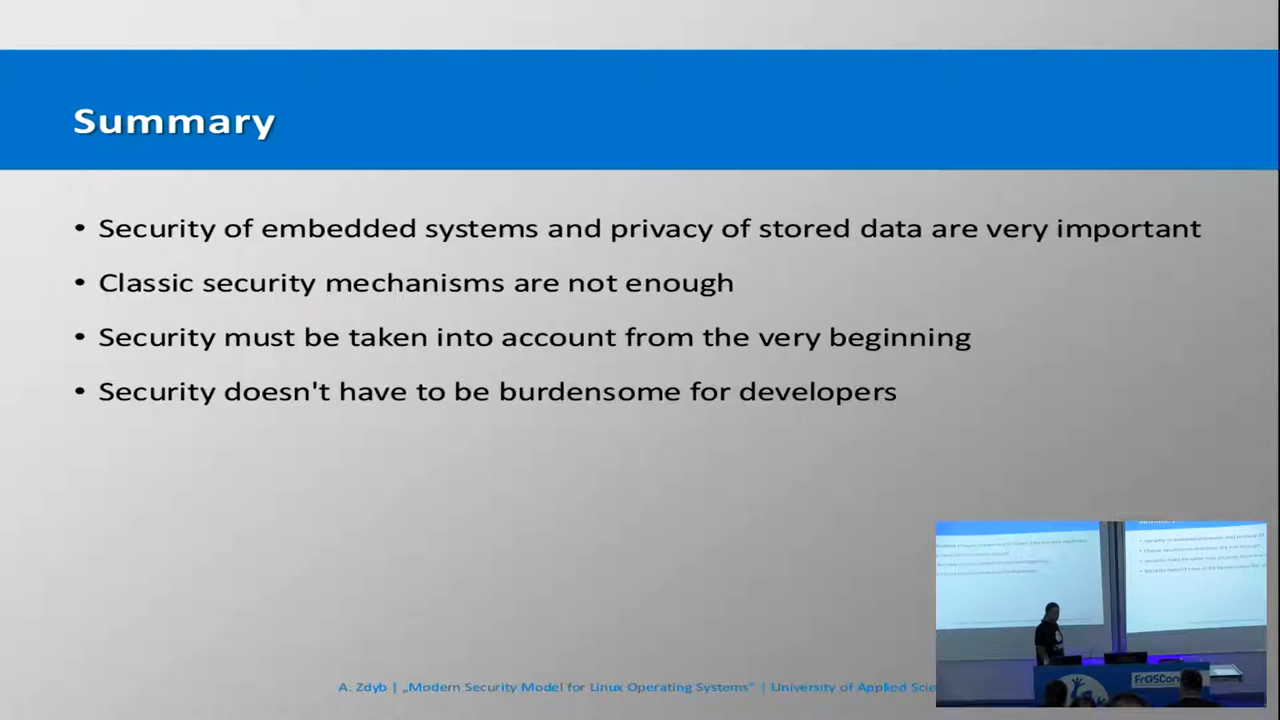 Summary
• Security of embedded systems and privacy of stored data are very important
• Classic security mechanisms are not enough
• Security must be taken into account from the very beginning
• Security doesn't have to be burdensome for developers
A. Zdyb | „Modern Security Model for Linux Operating Systems” | University of Applied Scie
FrOSCon